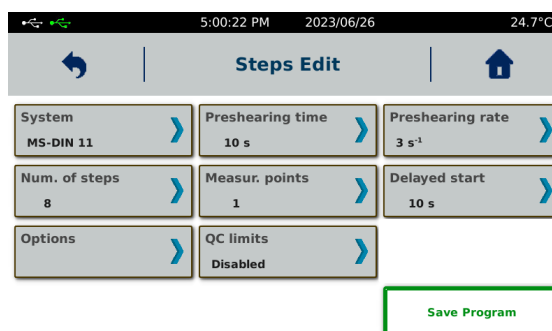 5:00:22 PM 2023/06/26 24.7°C
Steps Edit
System Preshearing time Preshearing rate
MS-DIN 11 10 s 3 s⁻¹
Num. of steps Measur. points Delayed start
8 1 10 s
Options QC limits
Disabled
Save Program